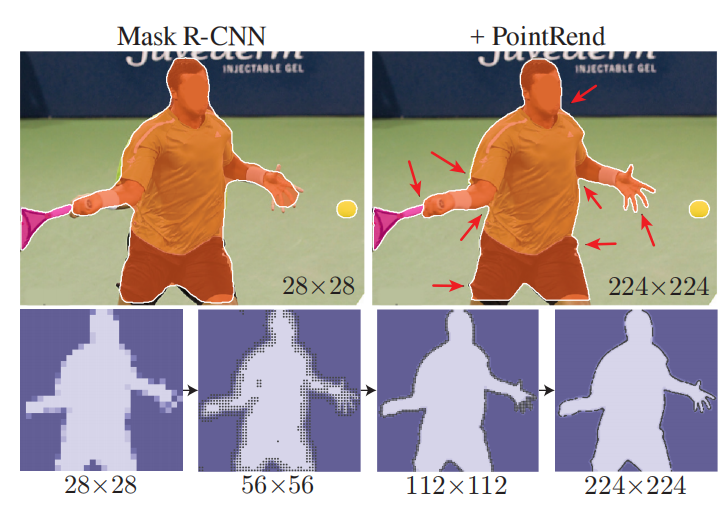 Mask R-CNN
+ PointRend
INJECTABLE GEL
INJECTABLE GEL
28×28
224×224
28×28
56×56
112×112
224×224